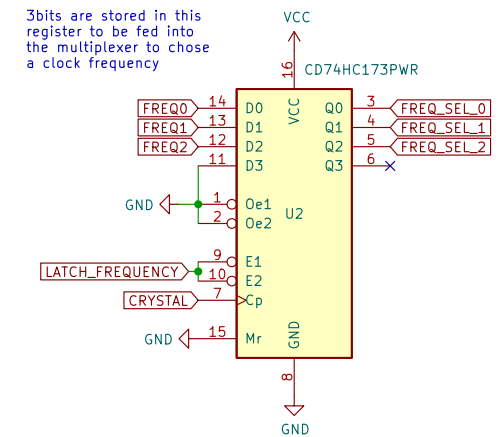 3bits are stored in this
register to be fed into
the multiplexer to chose
a clock frequency
VCC
16
CD74HC173PWR
FREQ0 14 D0 VCC Q0 3 FREQ_SEL_0
FREQ1 13 D1 Q1 4 FREQ_SEL_1
FREQ2 12 D2 Q2 5 FREQ_SEL_2
11 D3 Q3 6
GND 1 Oe1
2 Oe2 U2
9 E1
LATCH_FREQUENCY
10 E2
CRYSTAL 7 Cp
GND 15 Mr GND
8
GND